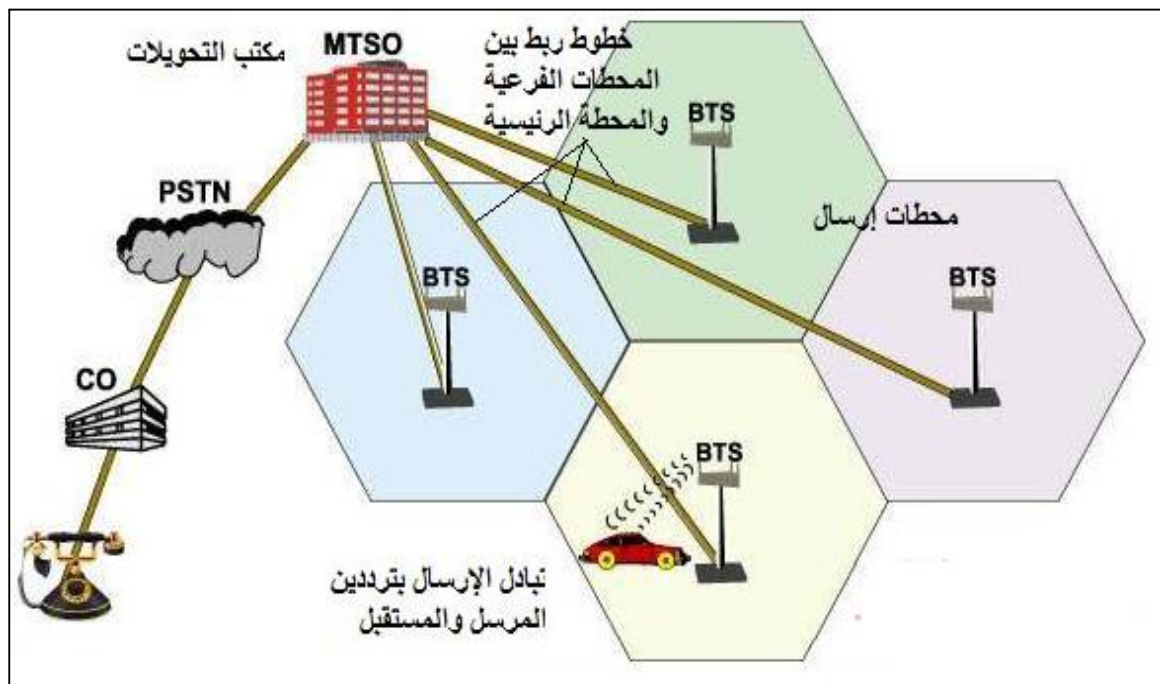 مكتب التحويلات
MTSO
خطوط ربط بين
المحطات الفرعية
والمحطة الرئيسية
BTS
PSTN
محطات إرسال
BTS
BTS
CO
BTS
تبادل الإرسال بترددين
المرسل والمستقبل